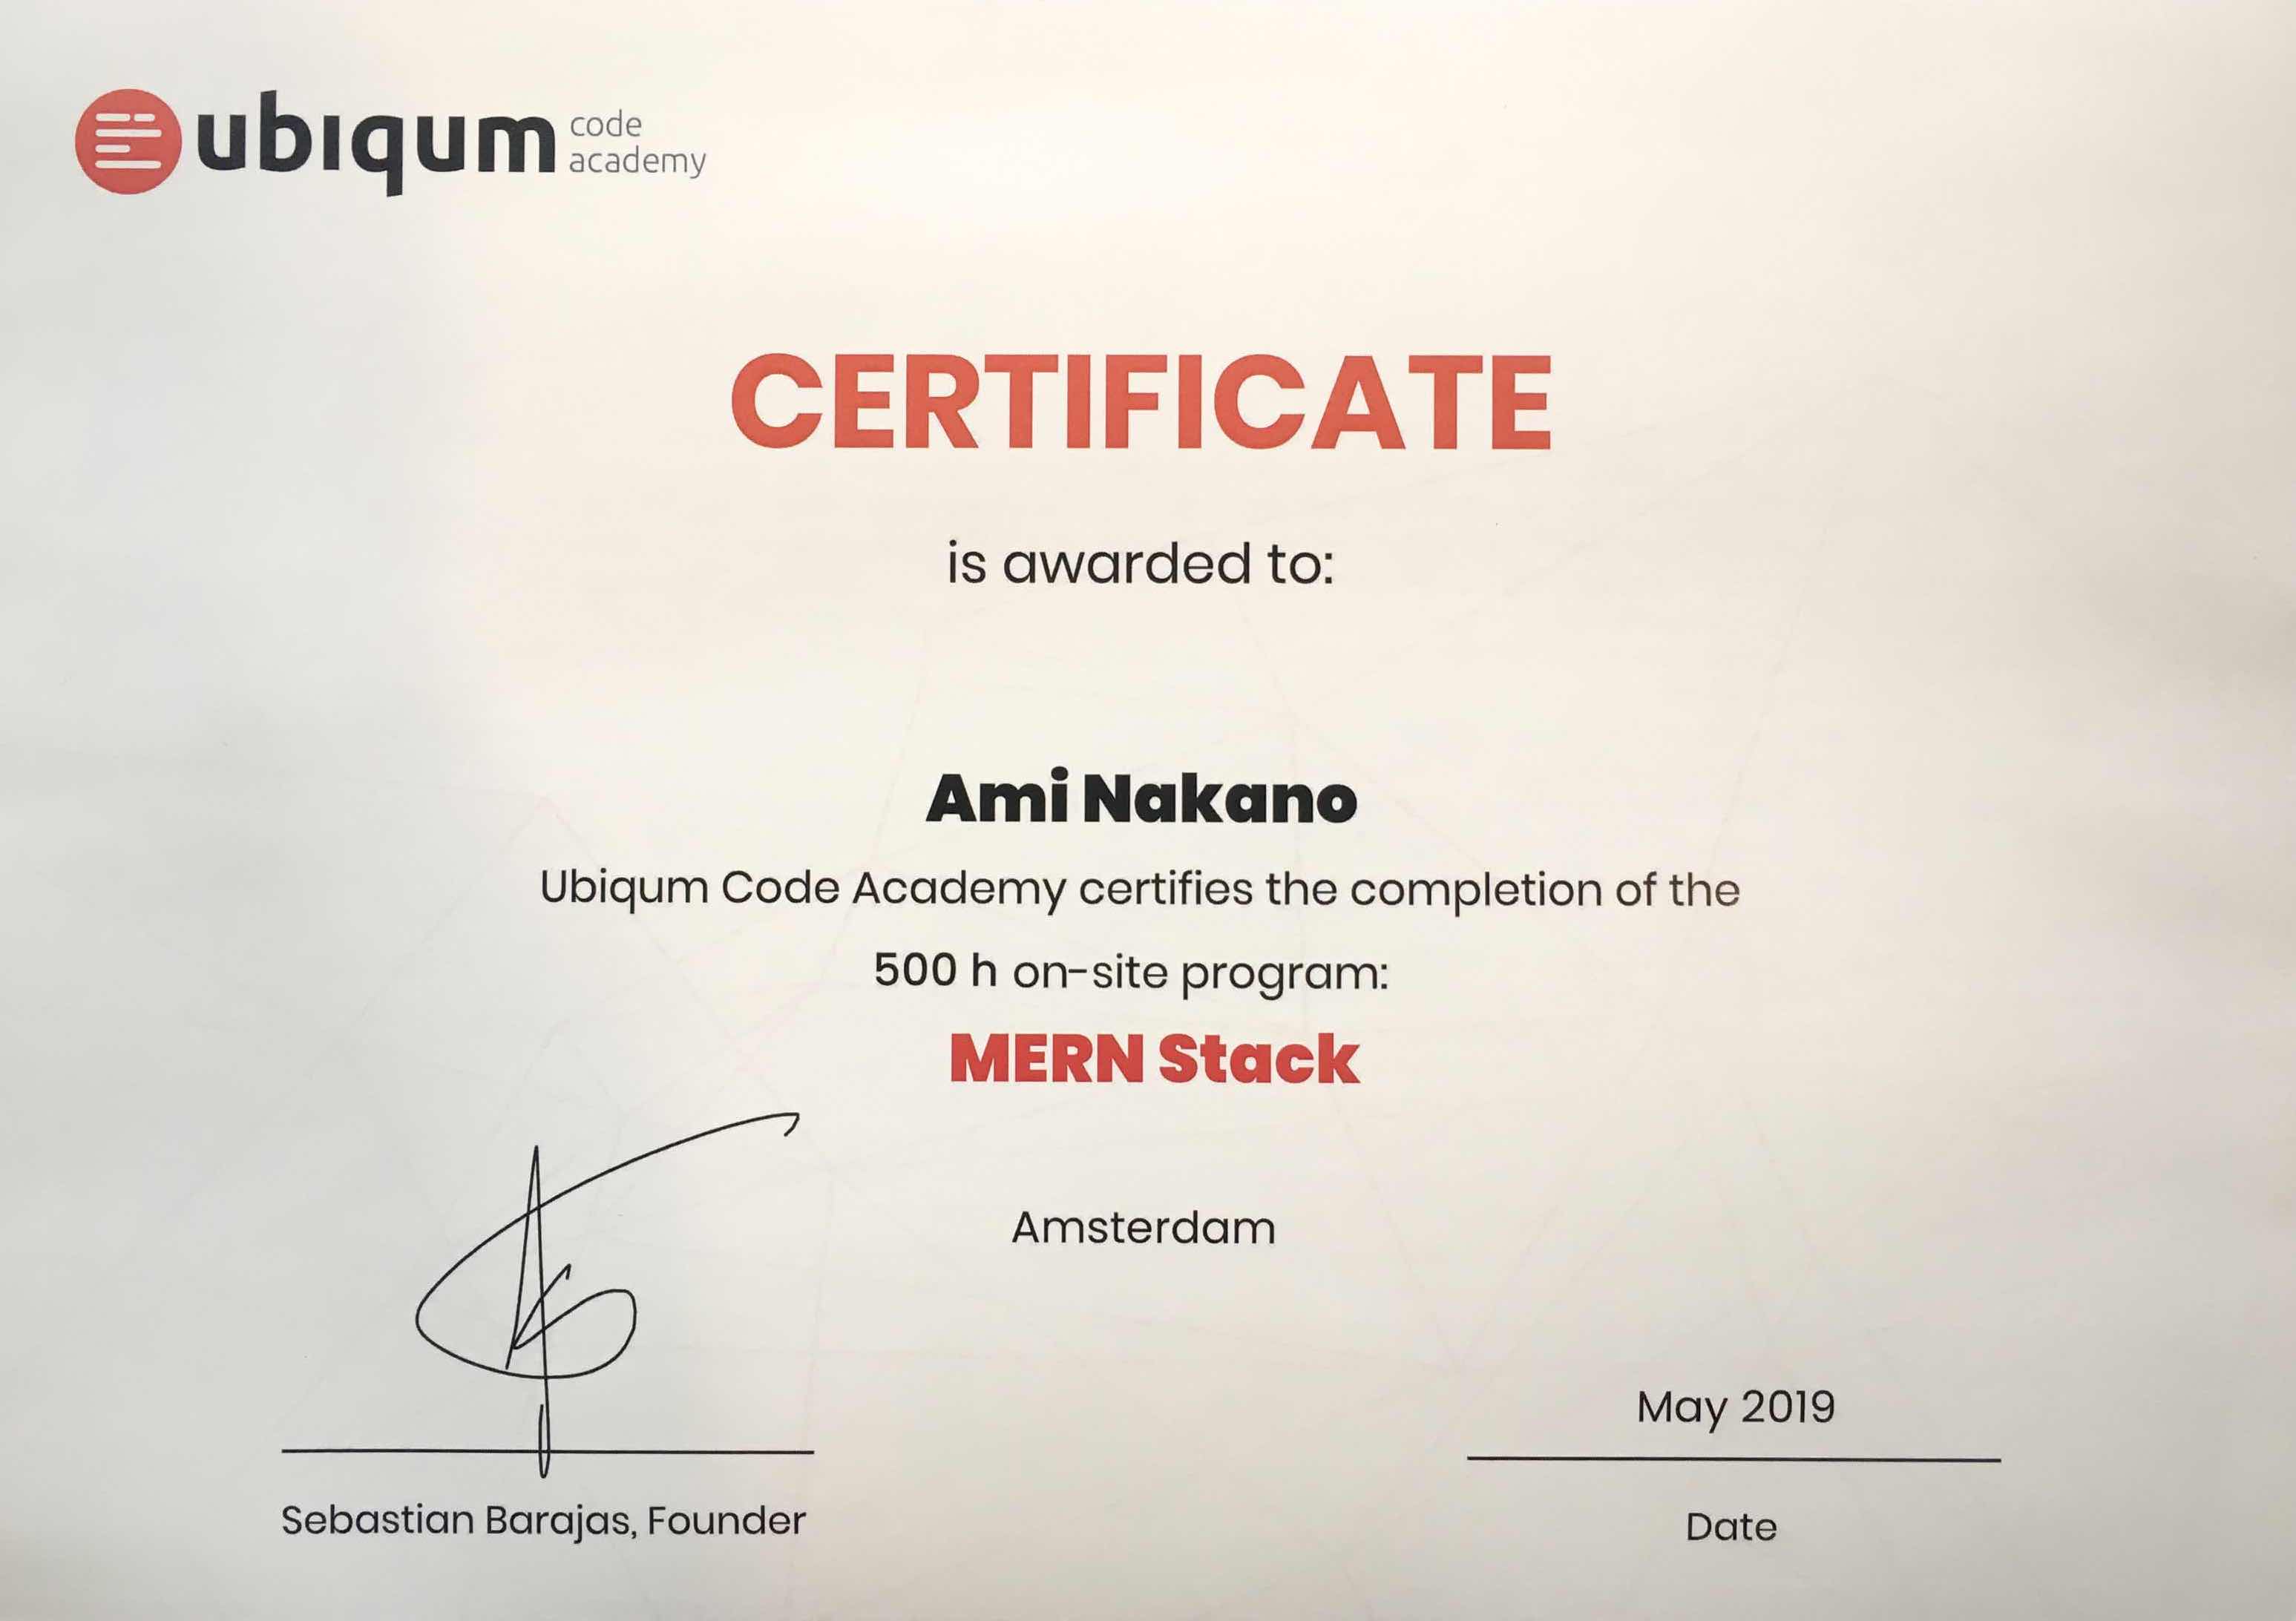 ubiqum code academy
CERTIFICATE
is awarded to:
Ami Nakano
Ubiqum Code Academy certifies the completion of the
500 h on-site program:
MERN Stack
Amsterdam
May 2019
Sebastian Barajas, Founder
Date